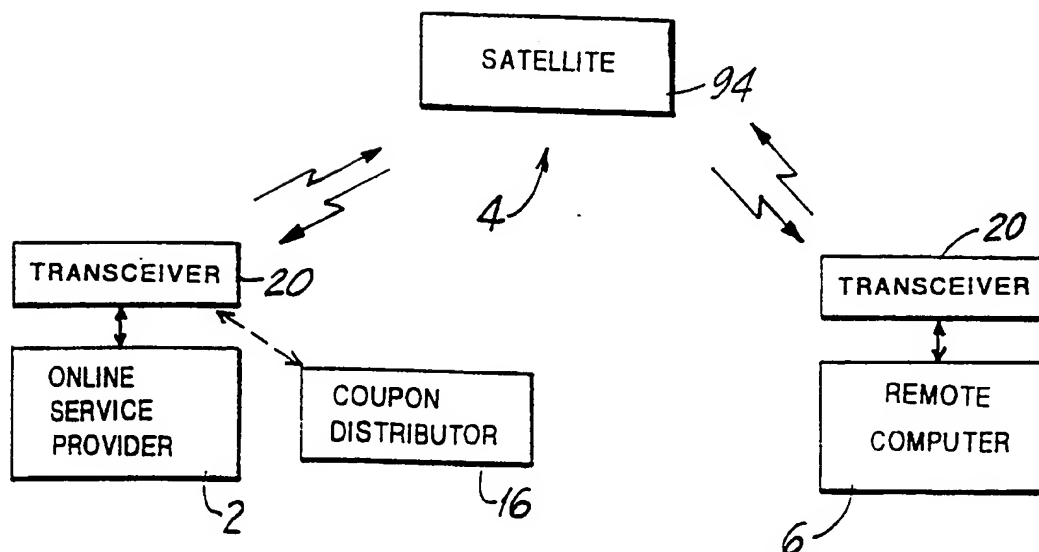 SATELLITE
94
4
TRANSCEIVER
20
20
TRANSCEIVER
ONLINE
SERVICE
PROVIDER
2
COUPON
DISTRIBUTOR
16
REMOTE
COMPUTER
6